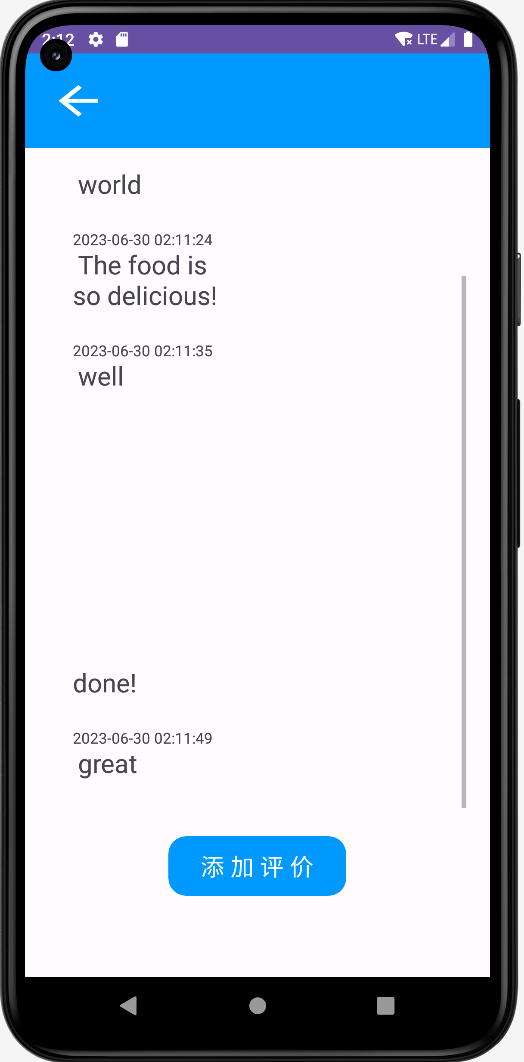 2:12 LTE
world
2023-06-30 02:11:24
The food is
so delicious!
2023-06-30 02:11:35
well
done!
2023-06-30 02:11:49
great
添加评价